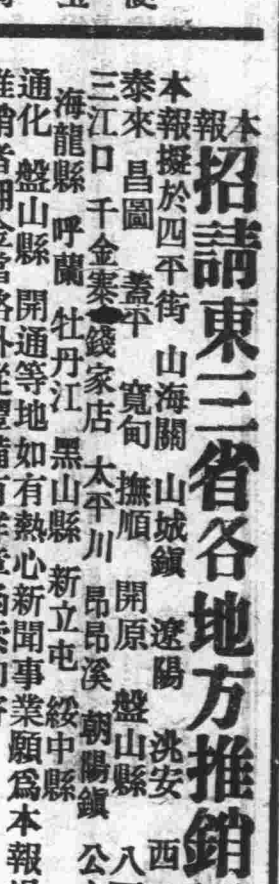 本報
招請東三省各地方推銷
本報擬於四平街 山海關 山城鎮 遼陽 洮安 西
泰來 昌圖 蓋平 寬甸 撫順 開原 盤山縣 八
三江口 千金寨 錢家店 太平川 昂昂溪 朝陽鎮 公
海龍縣 呼蘭 牡丹江 黑山縣 新立屯 綏中縣
通化 盤山縣 開通等地如有熱心新聞事業願爲本報